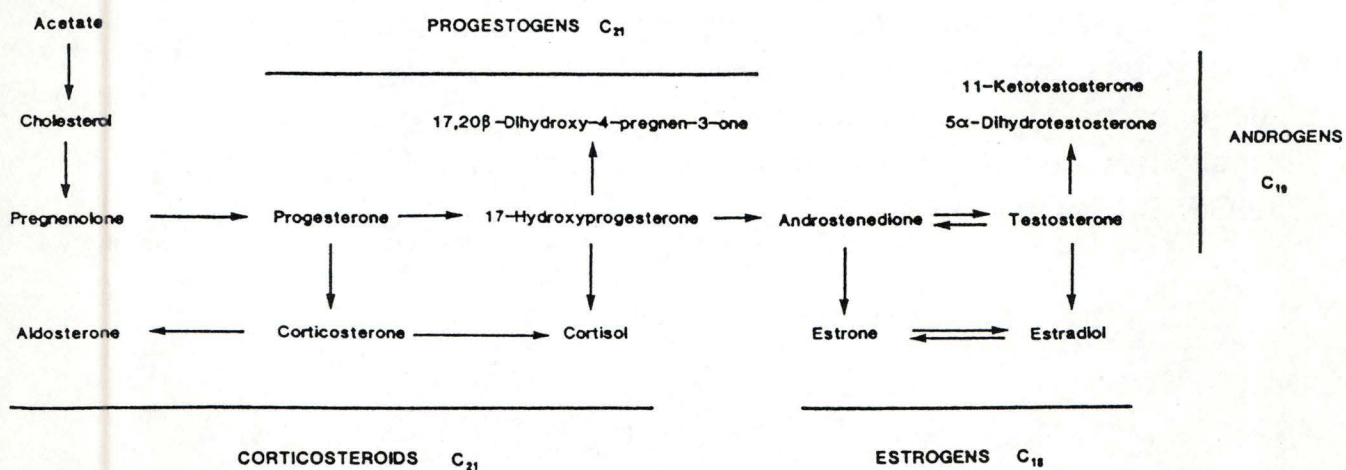 Acetate
PROGESTOGENS C₂₁
11-Ketotestosterone
Cholesterol
17,20β-Dihydroxy-4-pregnen-3-one
5α-Dihydrotestosterone
ANDROGENS
C₁₉
Pregnenolone
Progesterone
17-Hydroxyprogesterone
Androstenedione
Testosterone
Aldosterone
Corticosterone
Cortisol
Estrone
Estradiol
CORTICOSTEROIDS C₂₁
ESTROGENS C₁₈